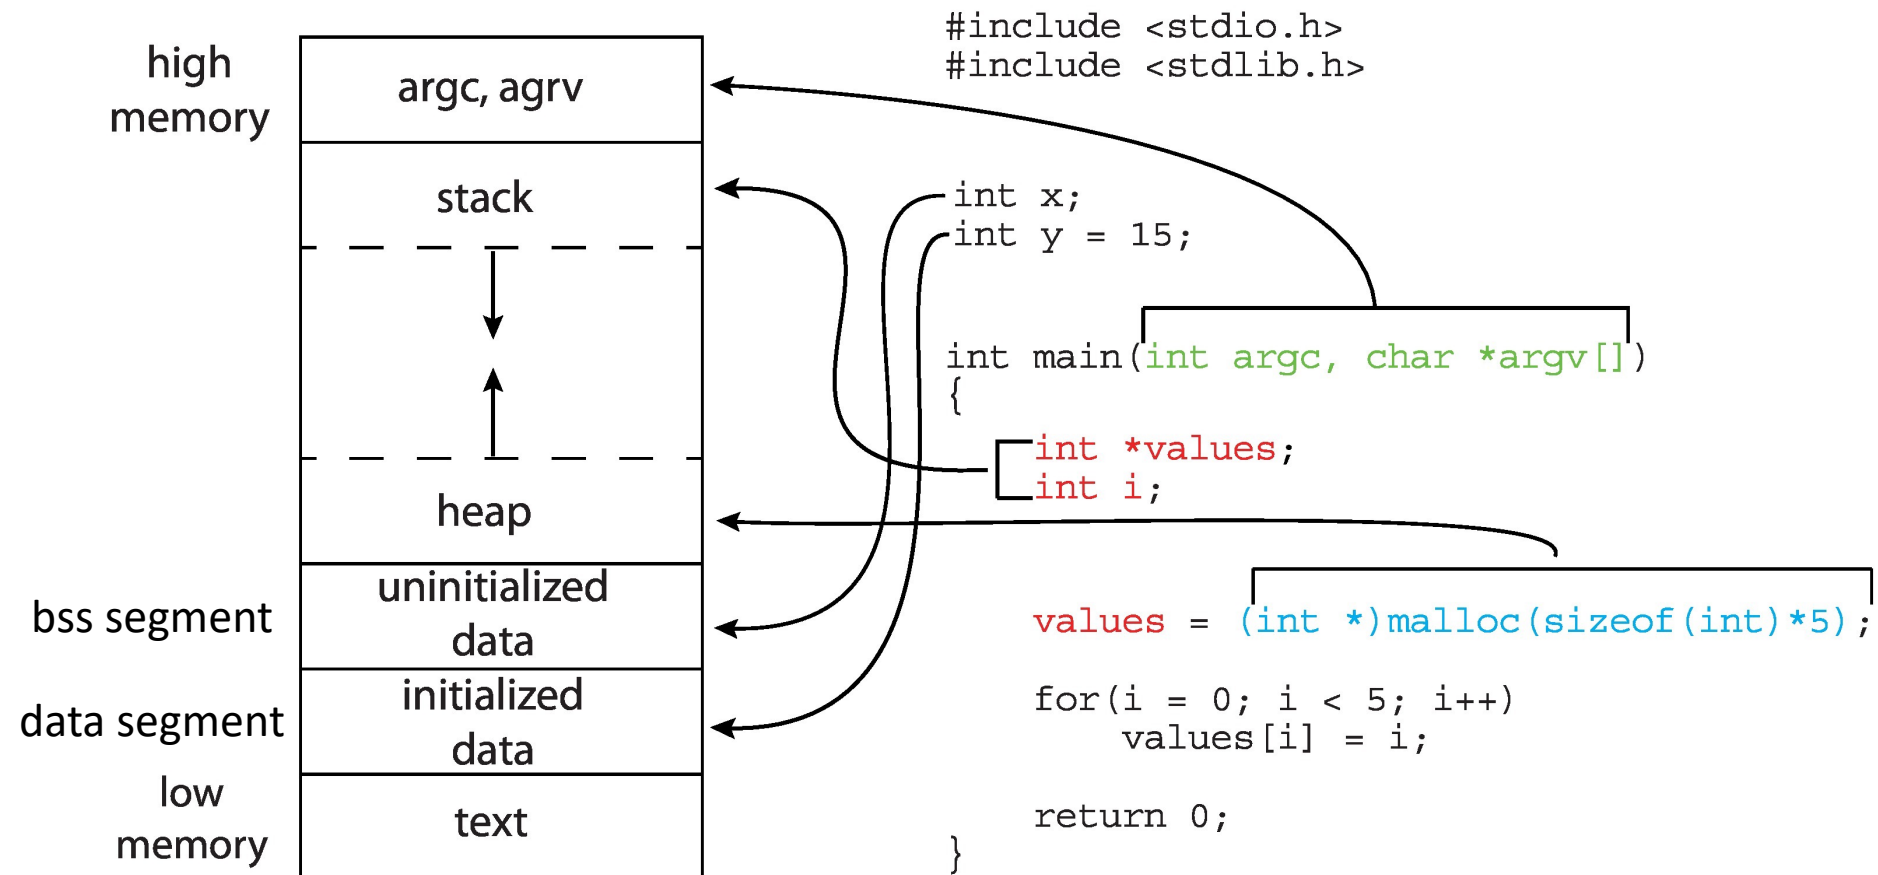 high
memory
argc, agrv
stack
heap
bss segment
uninitialized
data
data segment
initialized
data
low
memory
text
#include <stdio.h>
#include <stdlib.h>
int x;
int y = 15;
int main(int argc, char *argv[])
{
int *values;
int i;
values = (int *)malloc(sizeof(int)*5);
for(i = 0; i < 5; i++)
values[i] = i;
return 0;
}